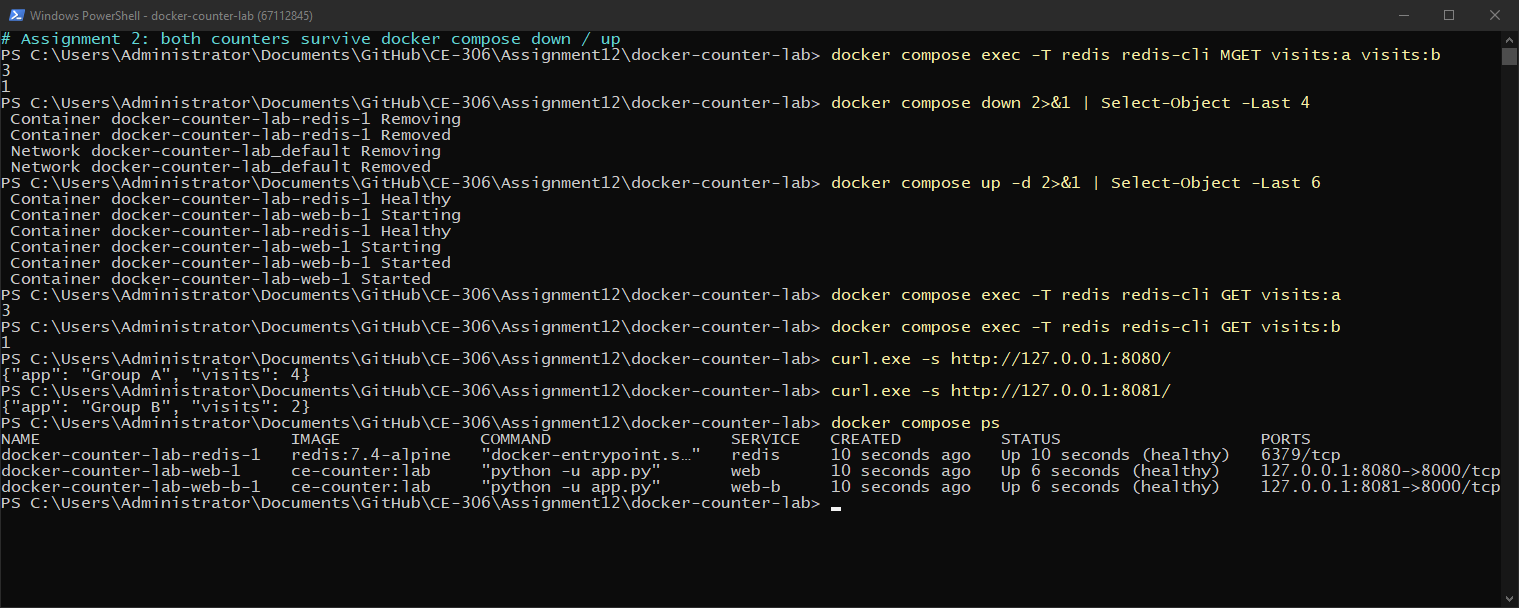 Windows PowerShell - docker-counter-lab (67112845)
# Assignment 2: both counters survive docker compose down / up
PS C:\Users\Administrator\Documents\GitHub\CE-306\Assignment12\docker-counter-lab> docker compose exec -T redis redis-cli MGET visits:a visits:b
3
1
PS C:\Users\Administrator\Documents\GitHub\CE-306\Assignment12\docker-counter-lab> docker compose down 2>&1 | Select-Object -Last 4
 Container docker-counter-lab-redis-1 Removing
 Container docker-counter-lab-redis-1 Removed
 Network docker-counter-lab_default Removing
 Network docker-counter-lab_default Removed
PS C:\Users\Administrator\Documents\GitHub\CE-306\Assignment12\docker-counter-lab> docker compose up -d 2>&1 | Select-Object -Last 6
 Container docker-counter-lab-redis-1 Healthy
 Container docker-counter-lab-web-b-1 Starting
 Container docker-counter-lab-redis-1 Healthy
 Container docker-counter-lab-web-1 Starting
 Container docker-counter-lab-web-b-1 Started
 Container docker-counter-lab-web-1 Started
PS C:\Users\Administrator\Documents\GitHub\CE-306\Assignment12\docker-counter-lab> docker compose exec -T redis redis-cli GET visits:a
3
PS C:\Users\Administrator\Documents\GitHub\CE-306\Assignment12\docker-counter-lab> docker compose exec -T redis redis-cli GET visits:b
1
PS C:\Users\Administrator\Documents\GitHub\CE-306\Assignment12\docker-counter-lab> curl.exe -s http://127.0.0.1:8080/
{"app": "Group A", "visits": 4}
PS C:\Users\Administrator\Documents\GitHub\CE-306\Assignment12\docker-counter-lab> curl.exe -s http://127.0.0.1:8081/
{"app": "Group B", "visits": 2}
PS C:\Users\Administrator\Documents\GitHub\CE-306\Assignment12\docker-counter-lab> docker compose ps
NAME                         IMAGE              COMMAND                  SERVICE   CREATED          STATUS                    PORTS
docker-counter-lab-redis-1   redis:7.4-alpine   "docker-entrypoint.s…"   redis     10 seconds ago   Up 10 seconds (healthy)   6379/tcp
docker-counter-lab-web-1     ce-counter:lab     "python -u app.py"       web       10 seconds ago   Up 6 seconds (healthy)    127.0.0.1:8080->8000/tcp
docker-counter-lab-web-b-1   ce-counter:lab     "python -u app.py"       web-b     10 seconds ago   Up 6 seconds (healthy)    127.0.0.1:8081->8000/tcp
PS C:\Users\Administrator\Documents\GitHub\CE-306\Assignment12\docker-counter-lab>